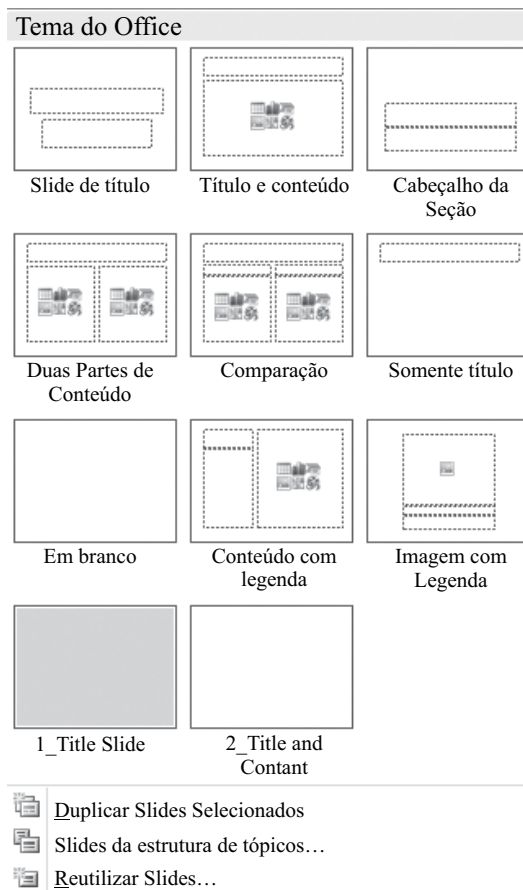 Tema do Office
Slide de título
Título e conteúdo
Cabeçalho da
Seção
Duas Partes de
Conteúdo
Comparação
Somente título
Em branco
Conteúdo com
legenda
Imagem com
Legenda
1_Title Slide
2_Title and
Contant
Duplicar Slides Selecionados
Slides da estrutura de tópicos…
Reutilizar Slides…